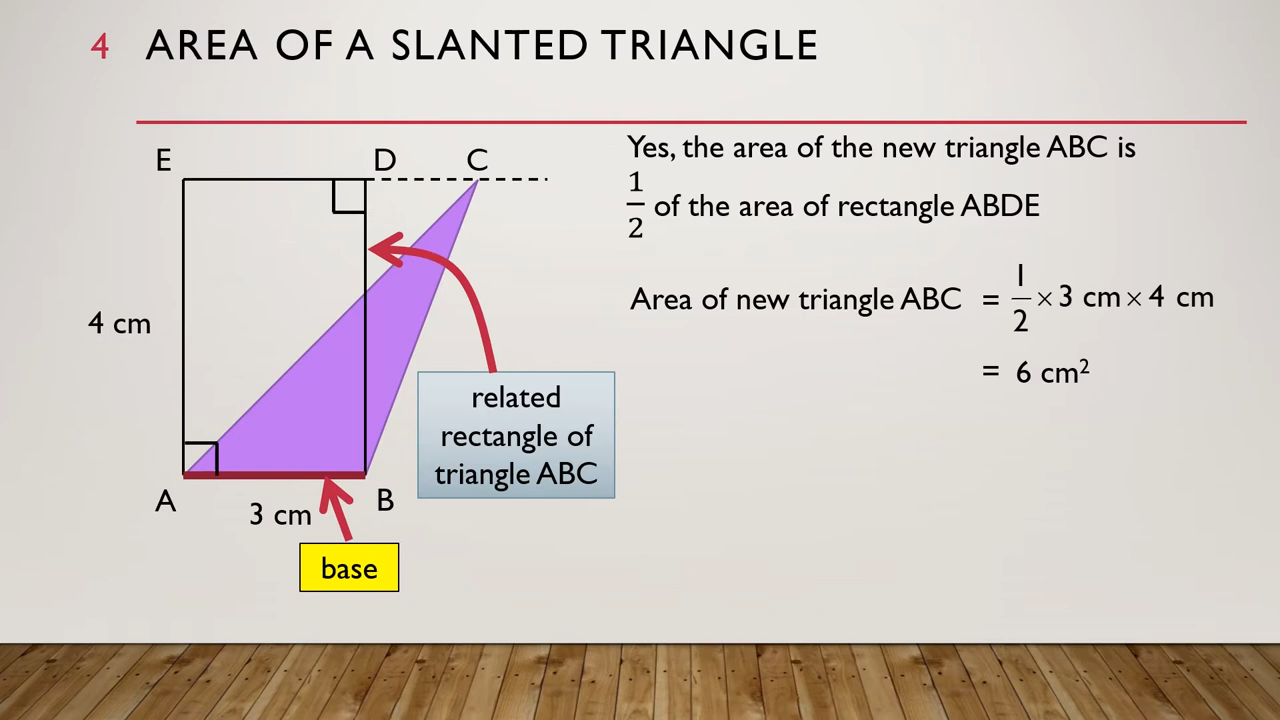 4 AREA OF A SLANTED TRIANGLE
E D C
4 cm
A B
3 cm
base
related
rectangle of
triangle ABC
Yes, the area of the new triangle ABC is
1/2 of the area of rectangle ABDE
Area of new triangle ABC = 1/2 × 3 cm × 4 cm
= 6 cm²